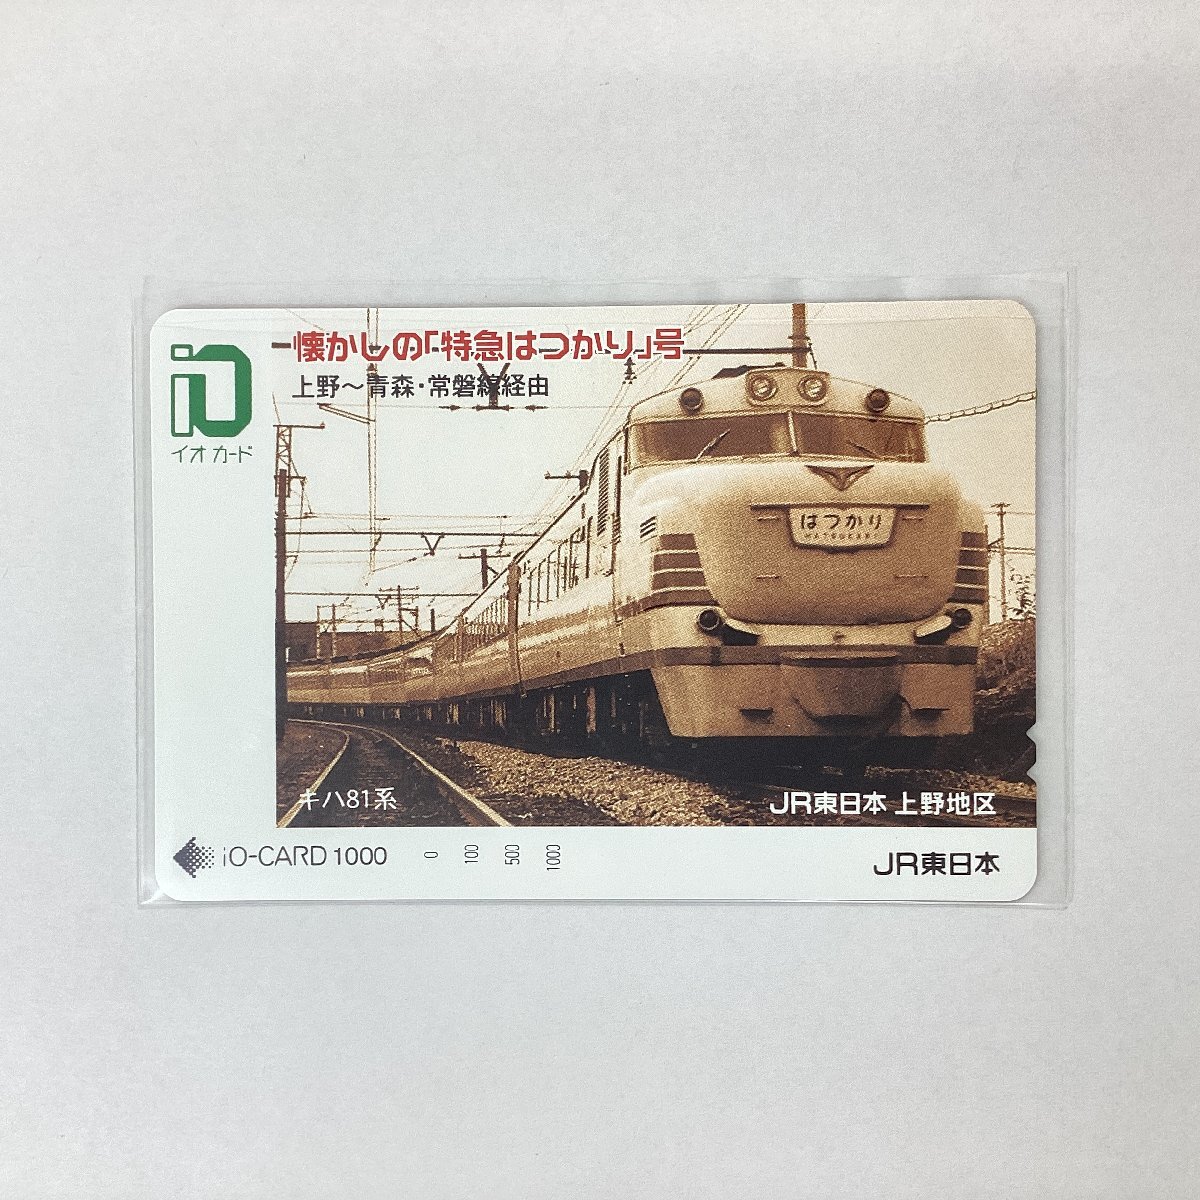 懐かしの「特急はつかり」号
上野～青森・常磐線経由
iO
イオカード
はつかり
HATSUKARI
キハ81系
JR東日本 上野地区
iO-CARD 1000
0
100
500
1000
JR東日本